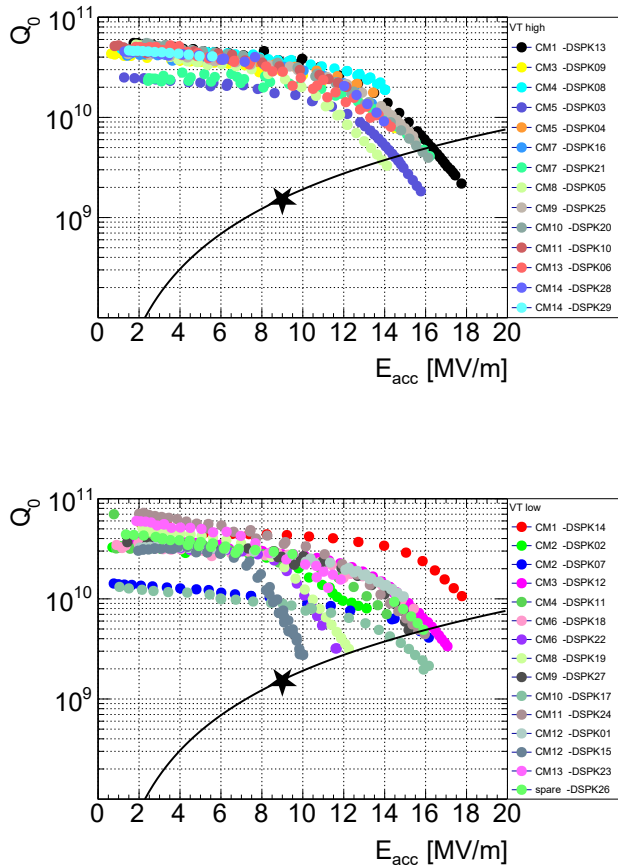 Q0
10^11
10^10
10^9
0 2 4 6 8 10 12 14 16 18 20
E_acc [MV/m]
VT high
CM1 -DSPK13
CM3 -DSPK09
CM4 -DSPK08
CM5 -DSPK03
CM5 -DSPK04
CM7 -DSPK16
CM7 -DSPK21
CM8 -DSPK05
CM9 -DSPK25
CM10 -DSPK20
CM11 -DSPK10
CM13 -DSPK06
CM14 -DSPK28
CM14 -DSPK29
Q0
10^11
10^10
10^9
0 2 4 6 8 10 12 14 16 18 20
E_acc [MV/m]
VT low
CM1 -DSPK14
CM2 -DSPK02
CM2 -DSPK07
CM3 -DSPK12
CM4 -DSPK11
CM6 -DSPK18
CM6 -DSPK22
CM8 -DSPK19
CM9 -DSPK27
CM10 -DSPK17
CM11 -DSPK24
CM12 -DSPK01
CM12 -DSPK15
CM13 -DSPK23
spare -DSPK26